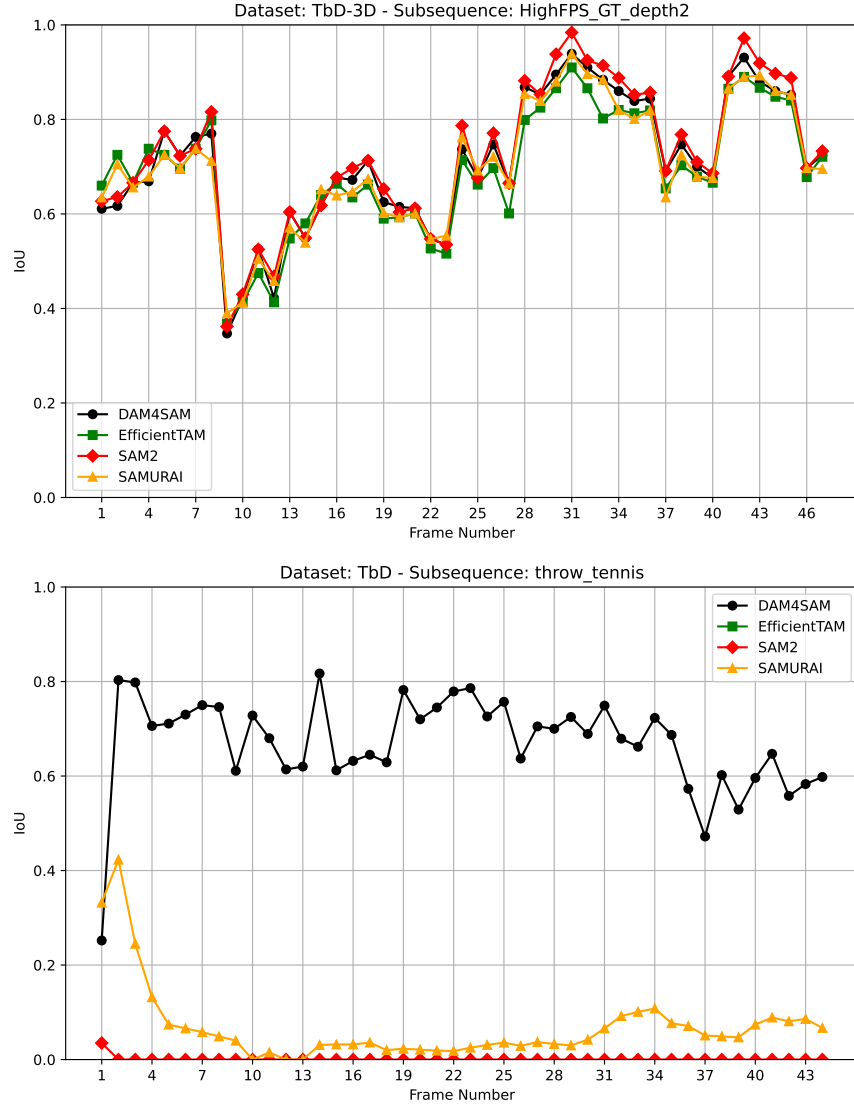 Dataset: TbD-3D - Subsequence: HighFPS_GT_depth2
1.0
0.8
0.6
0.4
0.2
0.0
IoU
DAM4SAM
EfficientTAM
SAM2
SAMURAI
1 4 7 10 13 16 19 22 25 28 31 34 37 40 43 46
Frame Number
Dataset: TbD - Subsequence: throw_tennis
1.0
0.8
0.6
0.4
0.2
0.0
IoU
DAM4SAM
EfficientTAM
SAM2
SAMURAI
1 4 7 10 13 16 19 22 25 28 31 34 37 40 43
Frame Number